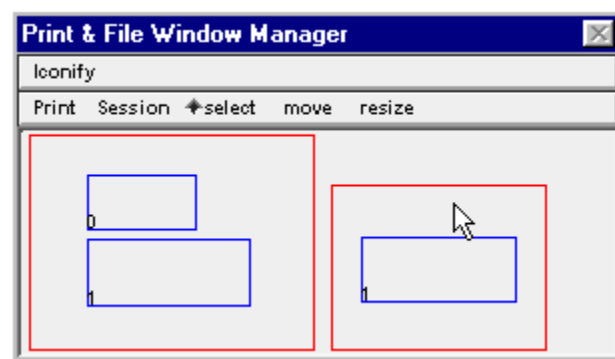 Print & File Window Manager
Iconify
Print Session select move resize
0
1
1